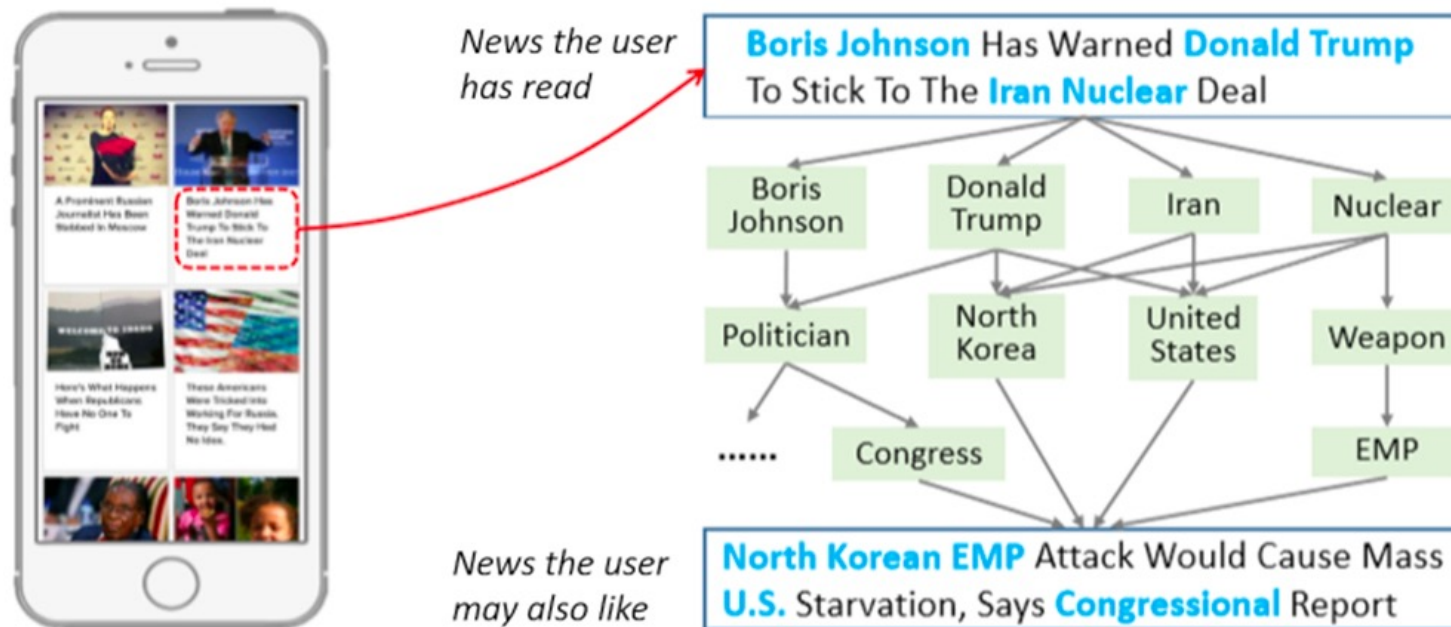 News the user
has read
Boris Johnson Has Warned Donald Trump
To Stick To The Iran Nuclear Deal
A Prominent Russian
Journalist Has Been
Stabbed In Moscow
Boris Johnson Has
Warned Donald
Trump To Stick To
The Iran Nuclear
Deal
WELCOME TO IDAHO
Here's What Happens
When Republicans
Have No One To
Fight
These Americans
Were Tricked Into
Working For Russia.
They Say They Had
No Idea.
Boris
Johnson
Donald
Trump
Iran
Nuclear
Politician
North
Korea
United
States
Weapon
......
Congress
EMP
News the user
may also like
North Korean EMP Attack Would Cause Mass
U.S. Starvation, Says Congressional Report